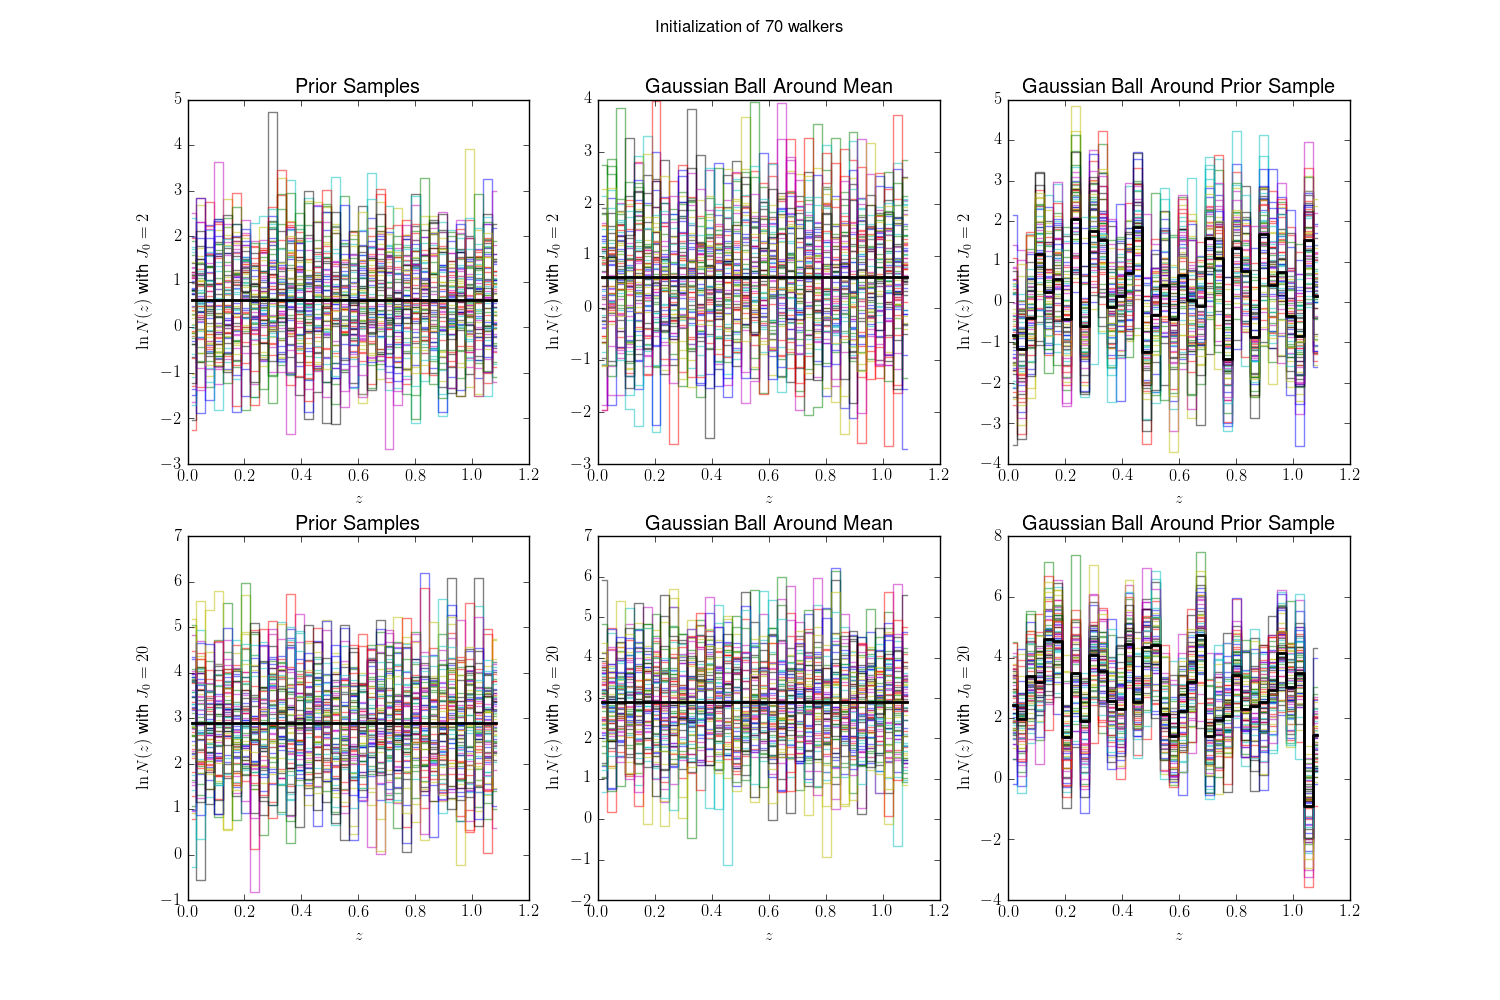 Initialization of 70 walkers
Prior Samples
Gaussian Ball Around Mean
Gaussian Ball Around Prior Sample
5
4
3
2
1
0
−1
−2
−3
ln N(z) with J₀ = 2
0.0 0.2 0.4 0.6 0.8 1.0 1.2
z
4
3
2
1
0
−1
−2
−3
ln N(z) with J₀ = 2
0.0 0.2 0.4 0.6 0.8 1.0 1.2
z
5
4
3
2
1
0
−1
−2
−3
−4
ln N(z) with J₀ = 2
0.0 0.2 0.4 0.6 0.8 1.0 1.2
z
Prior Samples
Gaussian Ball Around Mean
Gaussian Ball Around Prior Sample
7
6
5
4
3
2
1
0
−1
ln N(z) with J₀ = 20
0.0 0.2 0.4 0.6 0.8 1.0 1.2
z
7
6
5
4
3
2
1
0
−1
−2
ln N(z) with J₀ = 20
0.0 0.2 0.4 0.6 0.8 1.0 1.2
z
8
6
4
2
0
−2
−4
ln N(z) with J₀ = 20
0.0 0.2 0.4 0.6 0.8 1.0 1.2
z